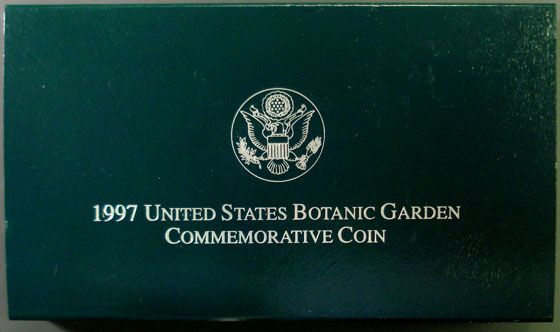 1997 UNITED STATES BOTANIC GARDEN
COMMEMORATIVE COIN